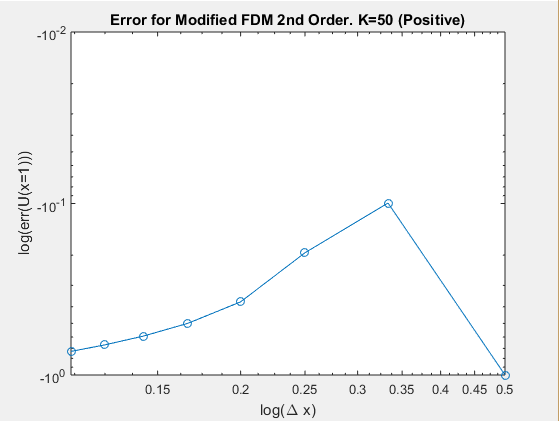 Error for Modified FDM 2nd Order. K=50 (Positive)
-10^-2
-10^-1
-10^0
log(err(U(x=1)))
0.15 0.2 0.25 0.3 0.35 0.4 0.45 0.5
log(Δ x)